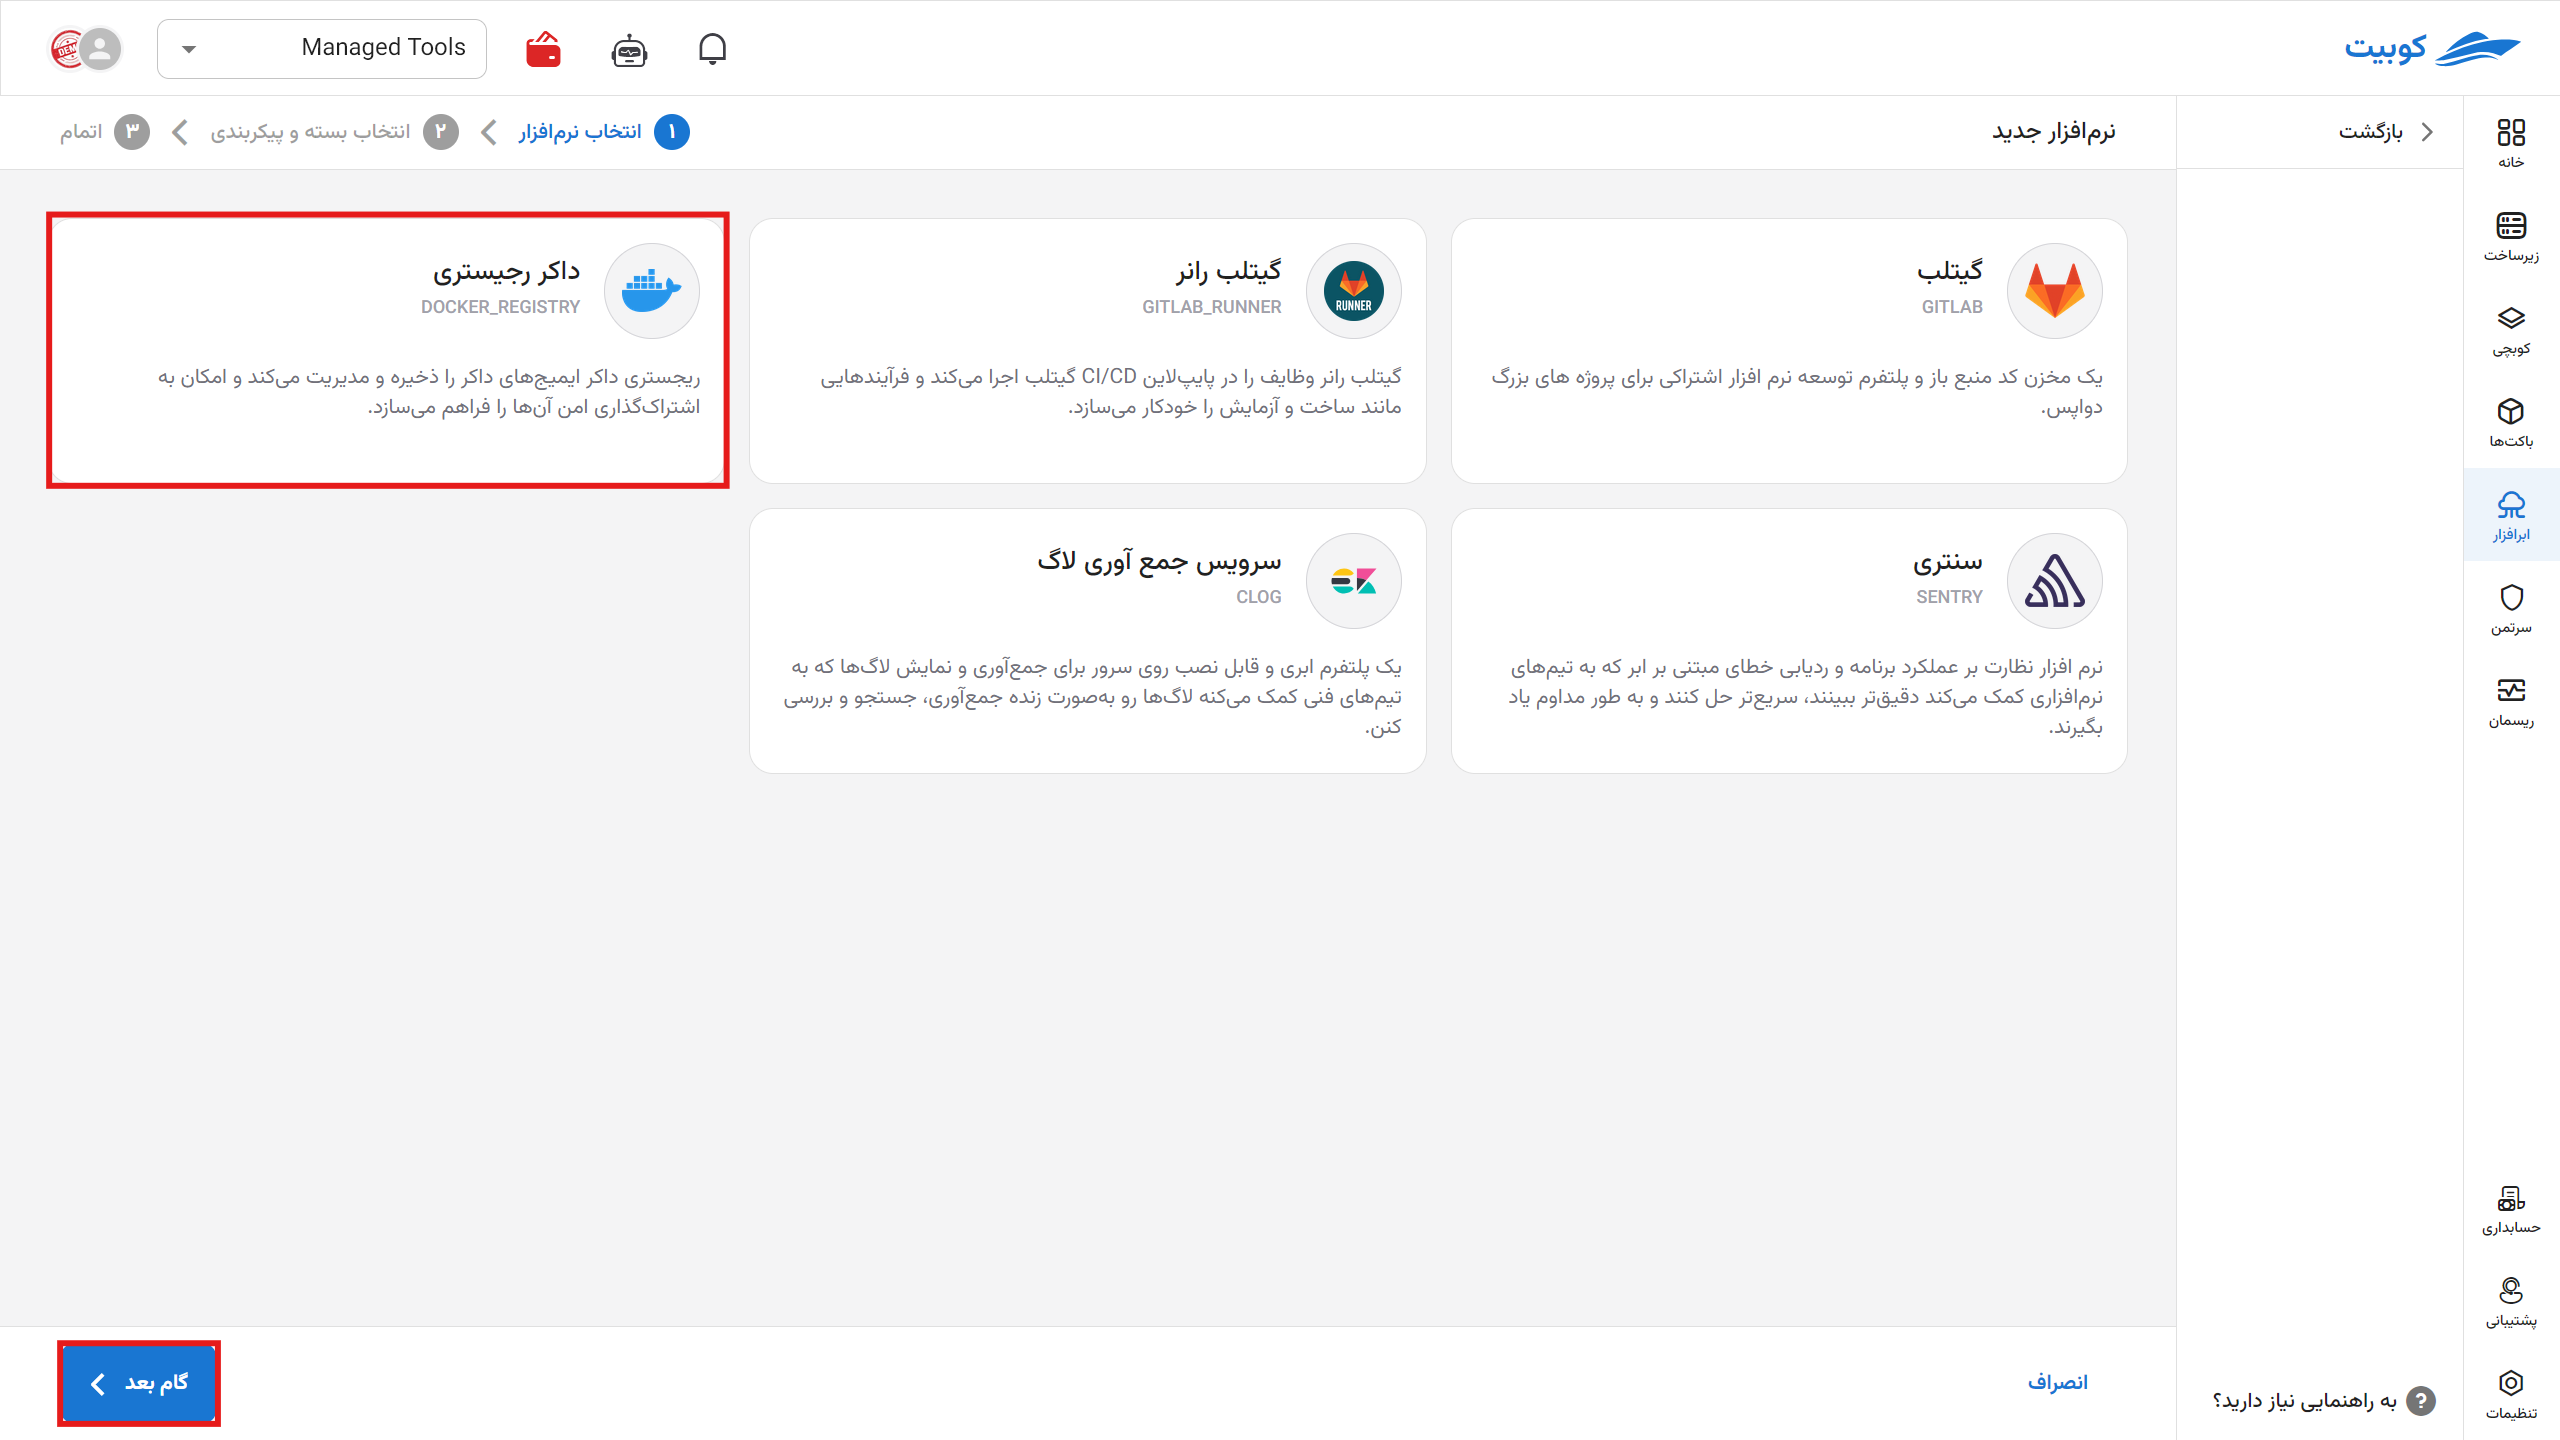 کوبیت
Managed Tools
DEM
خانه
زیرساخت
کوبچی
باکت‌ها
ابرافزار
سرتمن
ریسمان
حسابداری
پشتیبانی
تنظیمات
بازگشت
به راهنمایی نیاز دارید؟
?
نرم‌افزار جدید
۱ انتخاب نرم‌افزار
۲ انتخاب بسته و پیکربندی
۳ اتمام
گیتلب
GITLAB
یک مخزن کد منبع باز و پلتفرم توسعه نرم افزار اشتراکی برای پروژه های بزرگ
دواپس.
گیتلب رانر
GITLAB_RUNNER
RUNNER
گیتلب رانر وظایف را در پایپ‌لاین CI/CD گیتلب اجرا می‌کند و فرآیندهایی
مانند ساخت و آزمایش را خودکار می‌سازد.
داکر رجیستری
DOCKER_REGISTRY
ریجستری داکر ایمیج‌های داکر را ذخیره و مدیریت می‌کند و امکان به
اشتراک‌گذاری امن آن‌ها را فراهم می‌سازد.
سنتری
SENTRY
نرم افزار نظارت بر عملکرد برنامه و ردیابی خطای مبتنی بر ابر که به تیم‌های
نرم‌افزاری کمک می‌کند دقیق‌تر ببینند، سریع‌تر حل کنند و به طور مداوم یاد
بگیرند.
سرویس جمع آوری لاگ
CLOG
یک پلتفرم ابری و قابل نصب روی سرور برای جمع‌آوری و نمایش لاگ‌ها که به
تیم‌های فنی کمک می‌کنه لاگ‌ها رو به‌صورت زنده جمع‌آوری، جستجو و بررسی
کنن.
انصراف
گام بعد